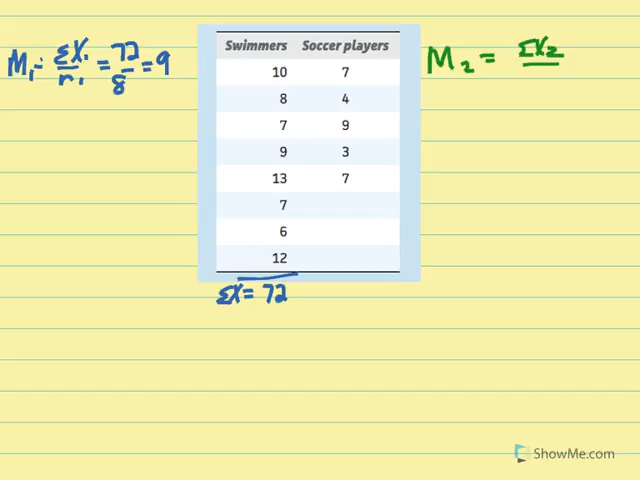 M₁ = ΣX₁/n₁ = 72/8 = 9
Swimmers Soccer players
10 7
8 4
7 9
9 3
13 7
7
6
12
ΣX = 72
M₂ = ΣX₂
ShowMe.com